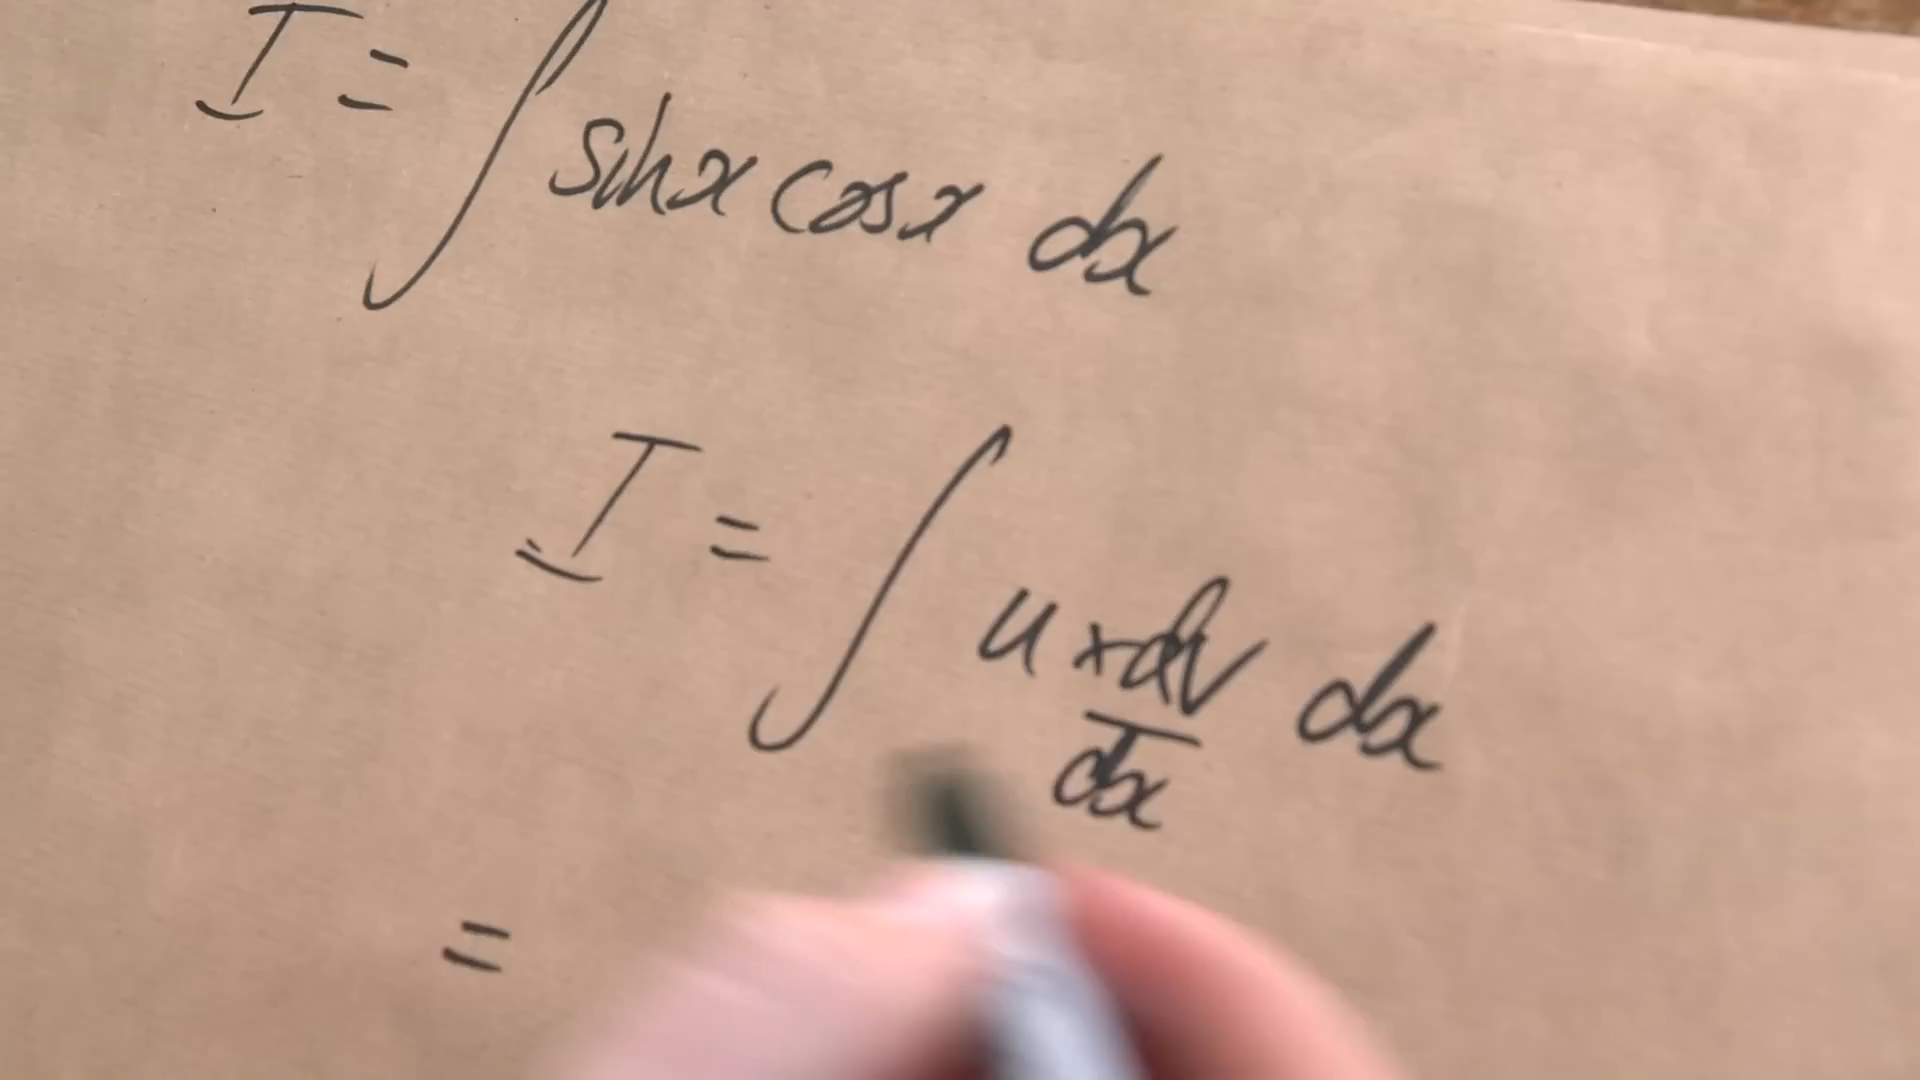 I = ∫ sinx cosx dx
I = ∫ u × dv/dx dx
=